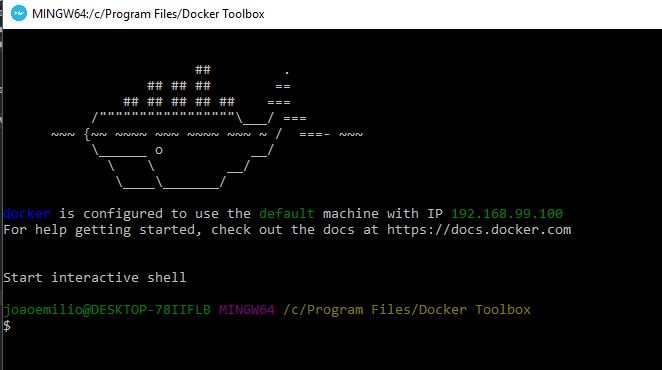 MINGW64:/c/Program Files/Docker Toolbox
                        ##         .
                  ## ## ##        ==
               ## ## ## ## ##    ===
           /"""""""""""""""""\___/ ===
      ~~~ {~~ ~~~~ ~~~ ~~~~ ~~~ ~ /  ===- ~~~
           \______ o           __/
             \    \         __/
              \____\_______/
docker is configured to use the default machine with IP 192.168.99.100
For help getting started, check out the docs at https://docs.docker.com
Start interactive shell
joaoemilio@DESKTOP-78IIFLB MINGW64 /c/Program Files/Docker Toolbox
$